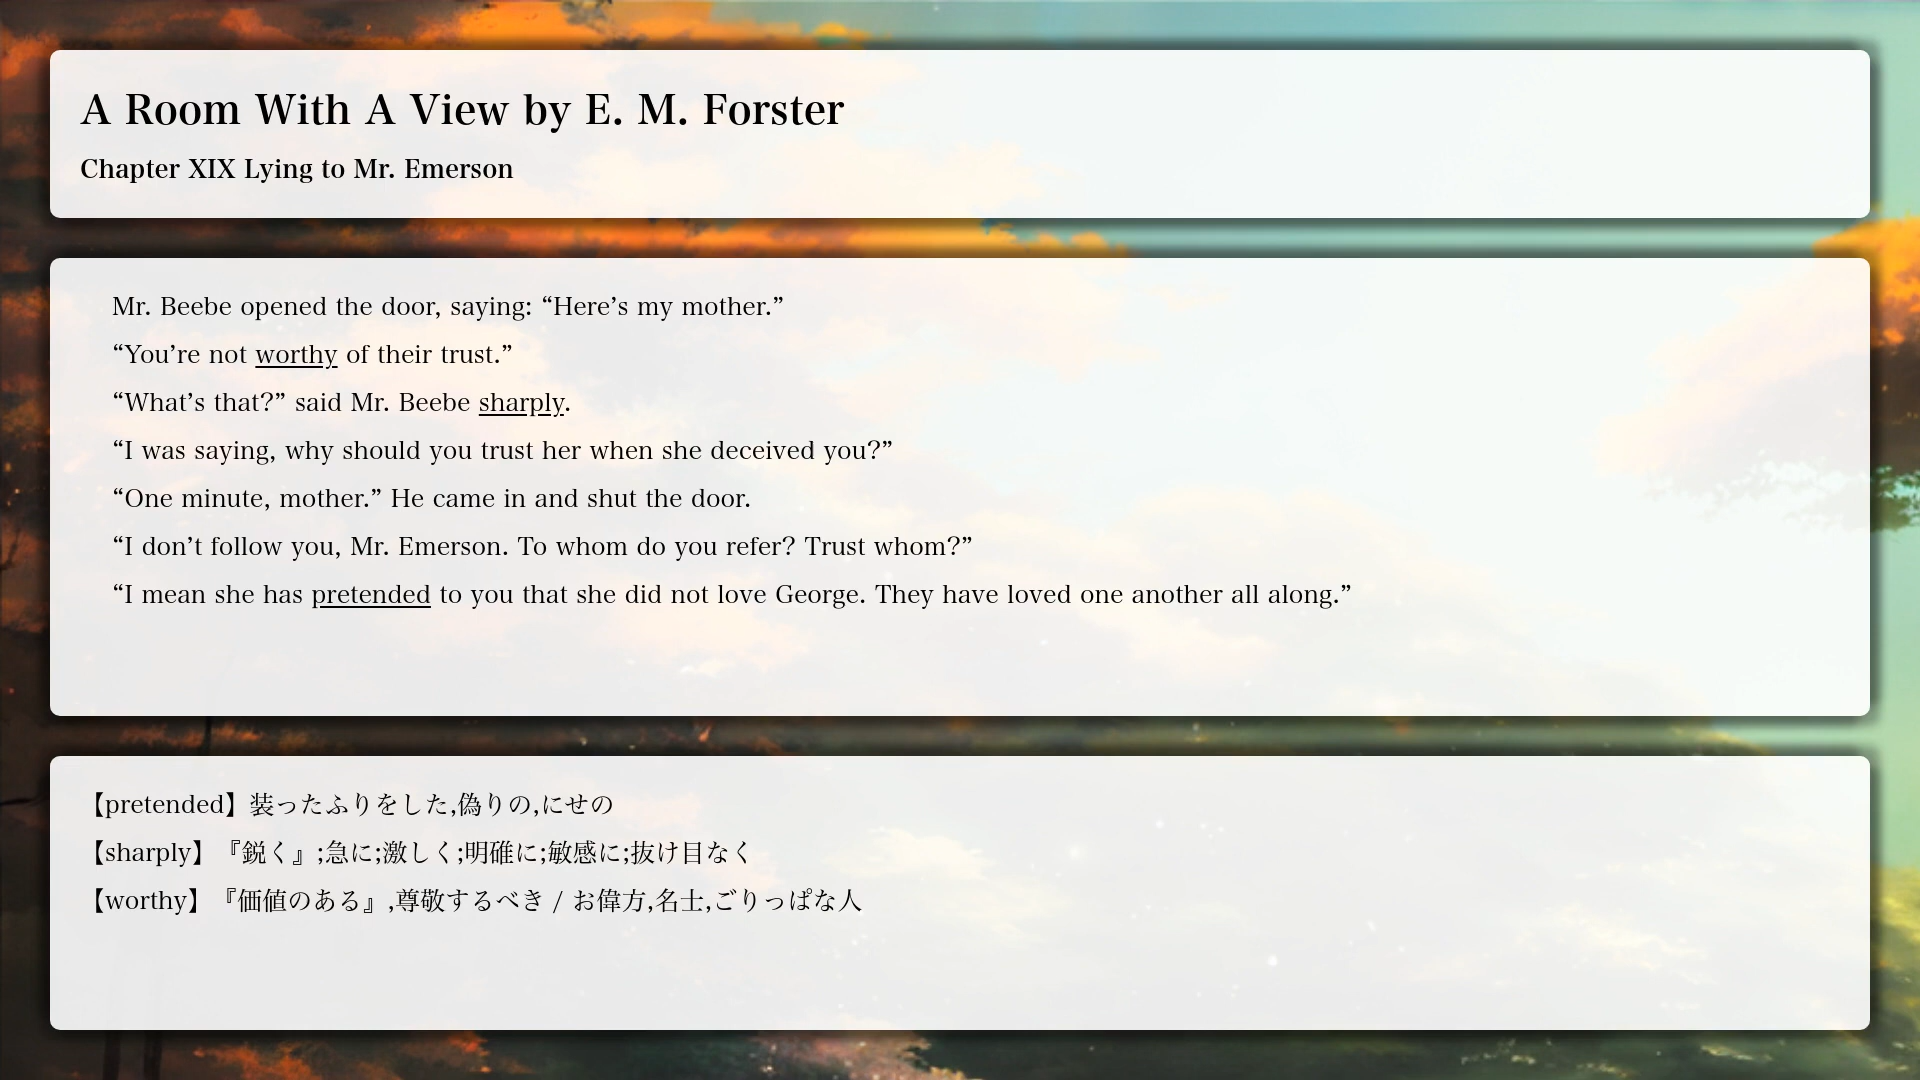 A Room With A View by E. M. Forster
Chapter XIX Lying to Mr. Emerson
Mr. Beebe opened the door, saying: “Here’s my mother.”
“You’re not worthy of their trust.”
“What’s that?” said Mr. Beebe sharply.
“I was saying, why should you trust her when she deceived you?”
“One minute, mother.” He came in and shut the door.
“I don’t follow you, Mr. Emerson. To whom do you refer? Trust whom?”
“I mean she has pretended to you that she did not love George. They have loved one another all along.”
【pretended】装ったふりをした,偽りの,にせの
【sharply】『鋭く』;急に;激しく;明確に;敏感に;抜け目なく
【worthy】『価値のある』,尊敬するべき / お偉方,名士,ごりっぱな人